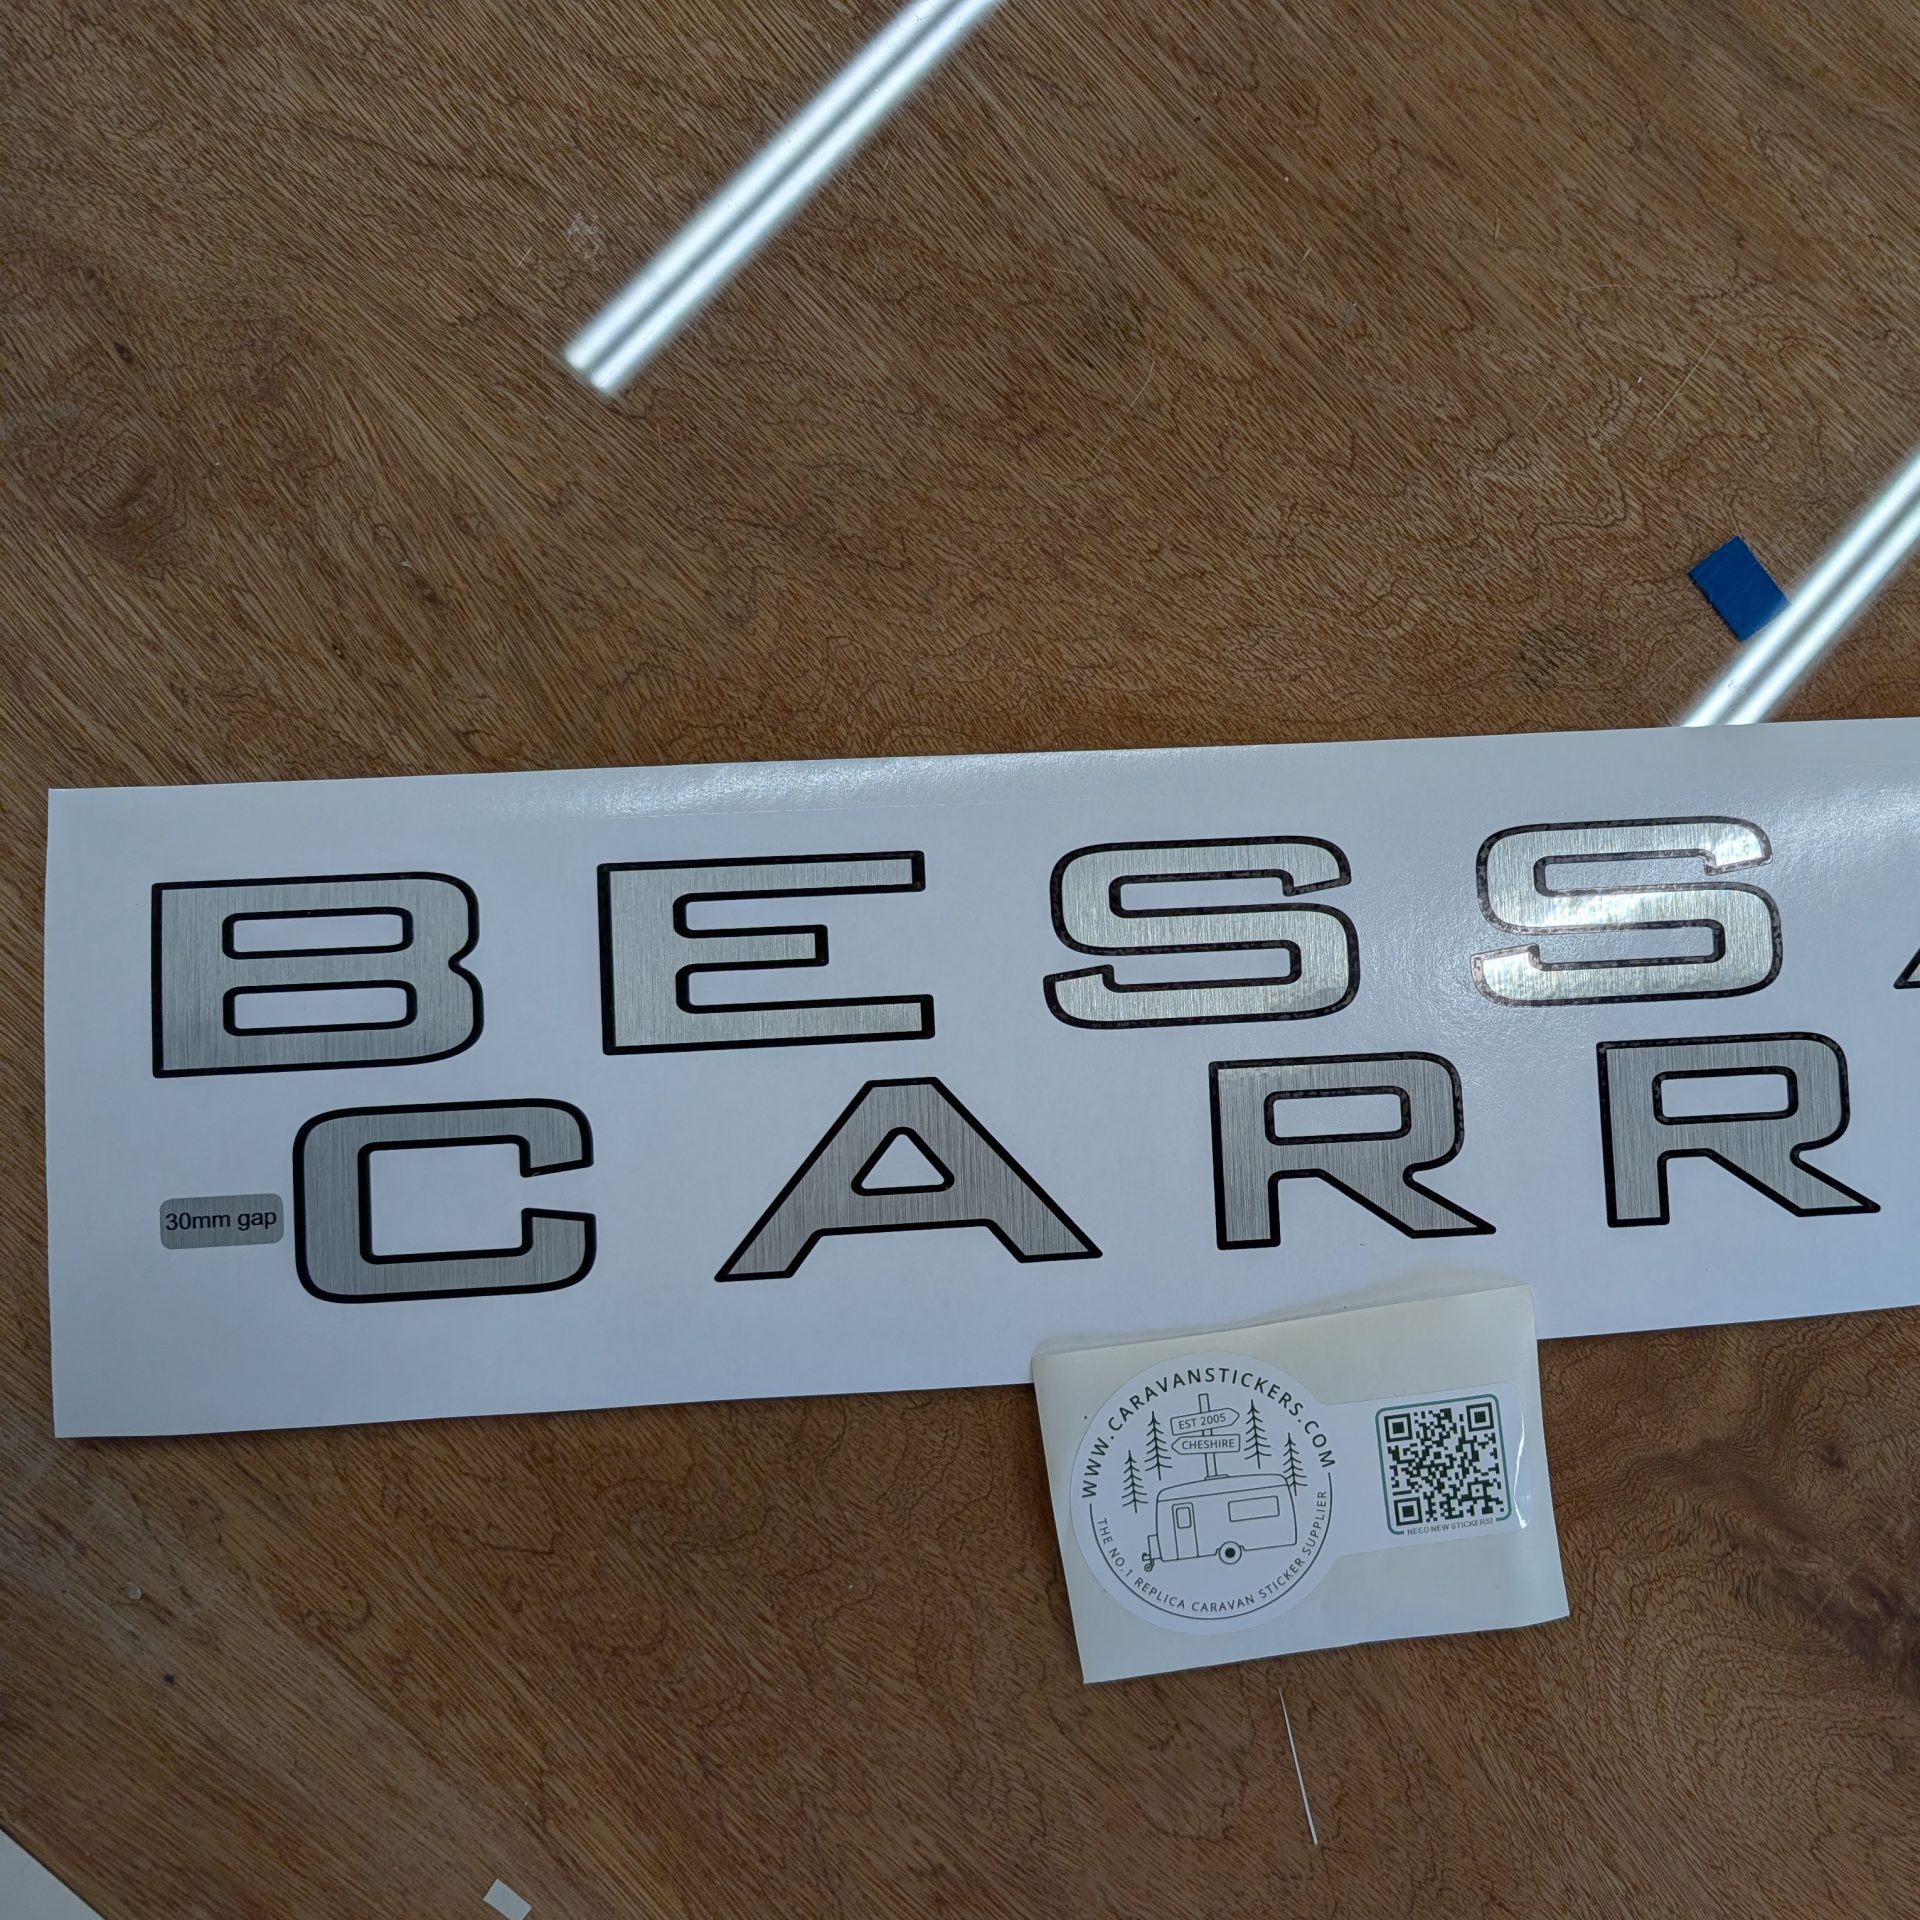 BESSA
CARR
30mm gap
WWW.CARAVANSTICKERS.COM
EST 2005
CHESHIRE
THE NO.1 REPLICA CARAVAN STICKER SUPPLIER
NEED NEW STICKERS!